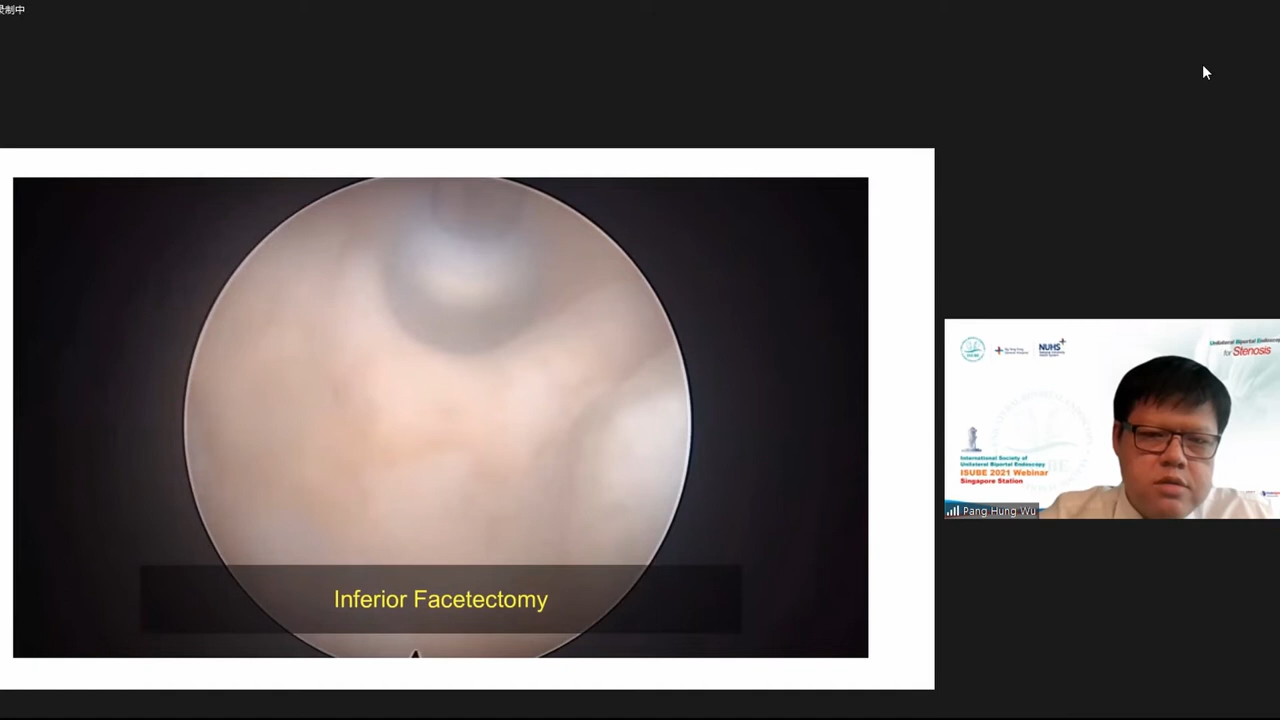 录制中
Inferior Facetectomy
NUHS
Unilateral Biportal Endoscopy
for Stenosis
International Society of
Unilateral Biportal Endoscopy
ISUBE 2021 Webinar
Singapore Station
Pang Hung Wu